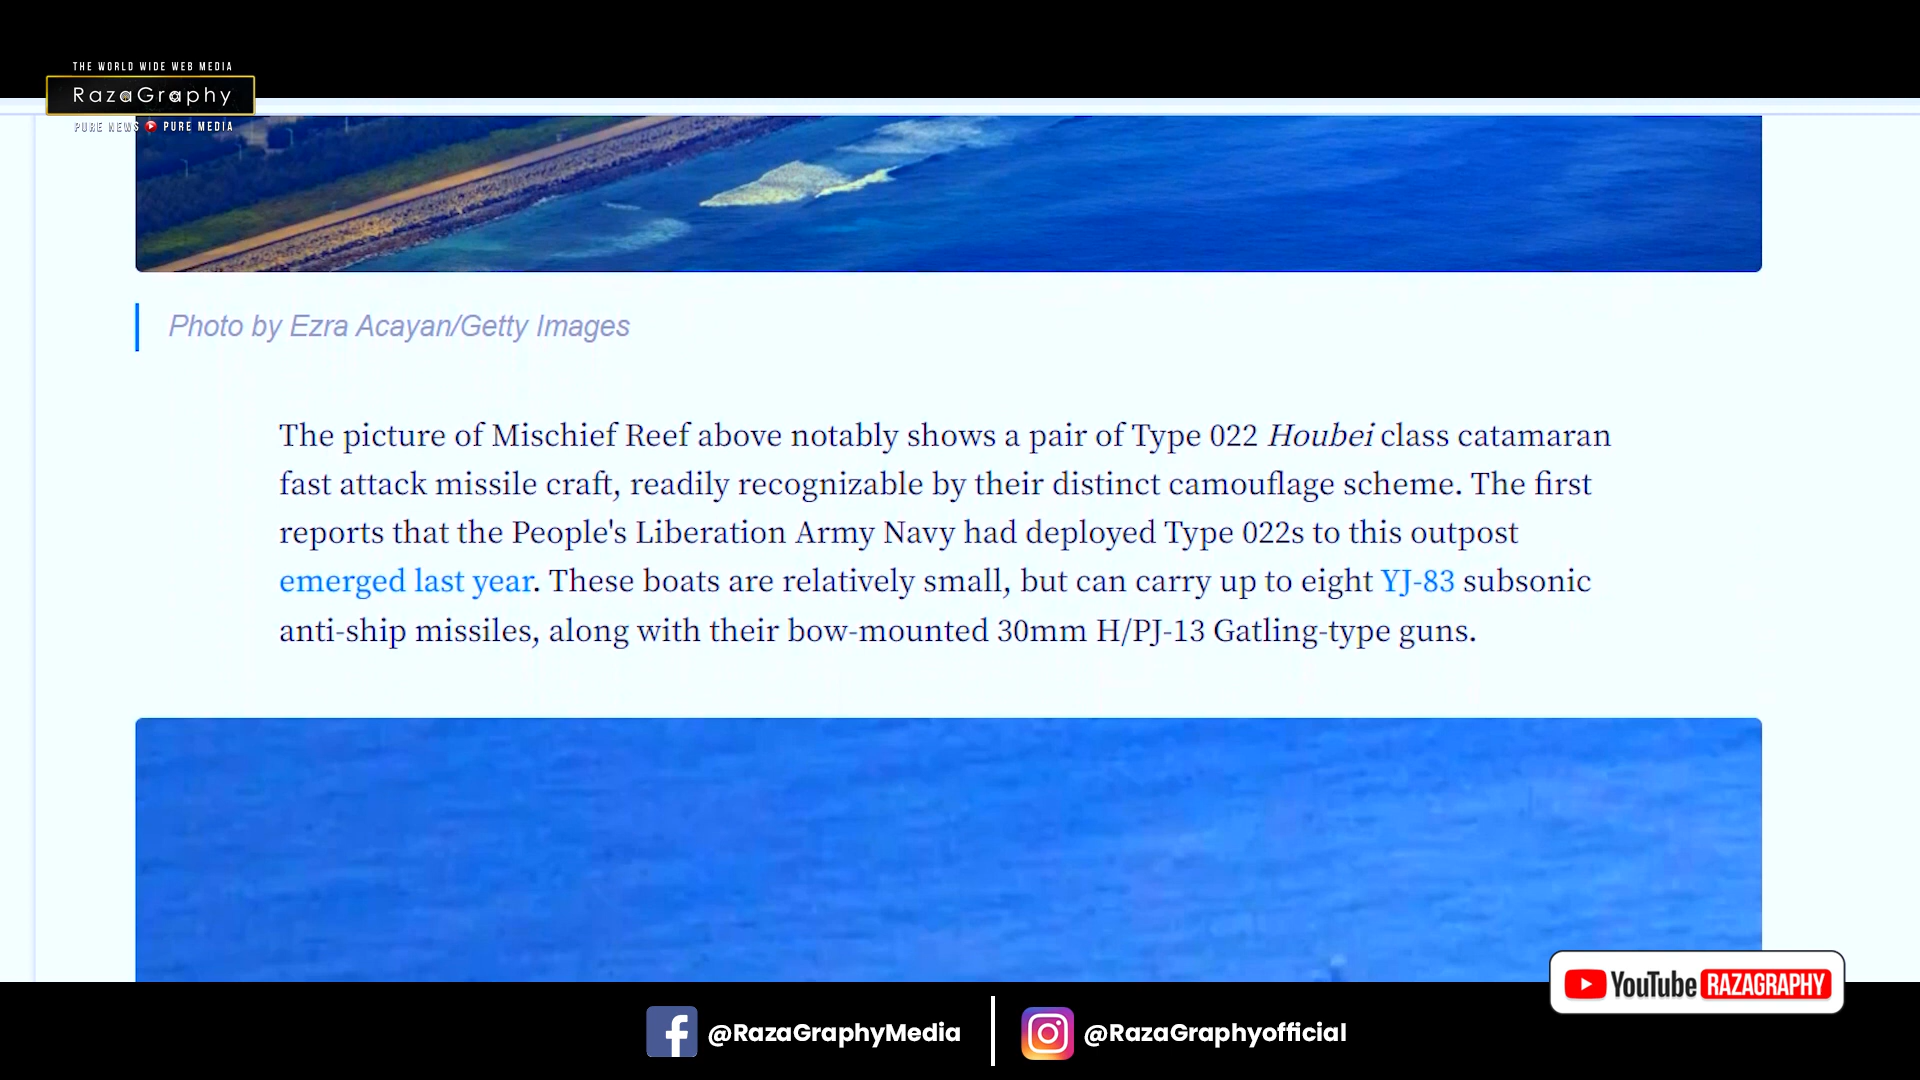 THE WORLD WIDE WEB MEDIA
RazaGraphy
PURE NEWS PURE MEDIA
Photo by Ezra Acayan/Getty Images
The picture of Mischief Reef above notably shows a pair of Type 022 Houbei class catamaran
fast attack missile craft, readily recognizable by their distinct camouflage scheme. The first
reports that the People's Liberation Army Navy had deployed Type 022s to this outpost
emerged last year. These boats are relatively small, but can carry up to eight YJ-83 subsonic
anti-ship missiles, along with their bow-mounted 30mm H/PJ-13 Gatling-type guns.
YouTube RAZAGRAPHY
@RazaGraphyMedia
@RazaGraphyofficial